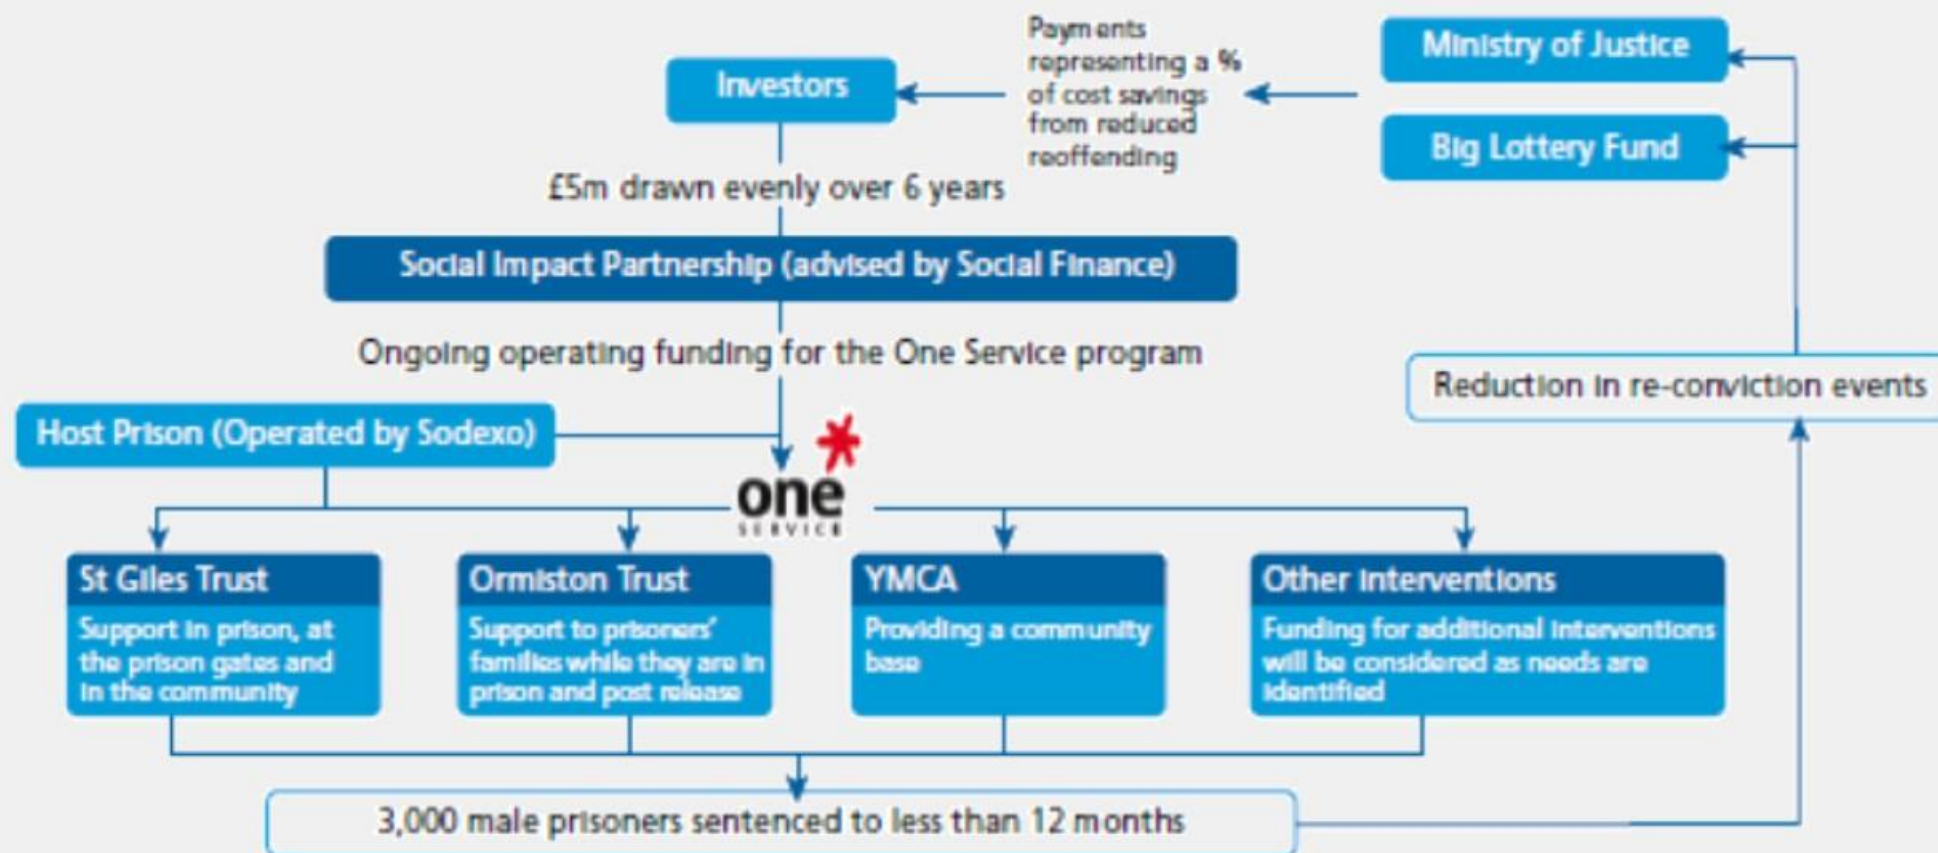 Investors
Payments
representing a %
of cost savings
from reduced
reoffending
Ministry of Justice
Big Lottery Fund
£5m drawn evenly over 6 years
Social Impact Partnership (advised by Social Finance)
Ongoing operating funding for the One Service program
Reduction in re-conviction events
Host Prison (Operated by Sodexo)
one
SERVICE
St Giles Trust
Support in prison, at
the prison gates and
in the community
Ormiston Trust
Support to prisoners'
families while they are in
prison and post release
YMCA
Providing a community
base
Other interventions
Funding for additional interventions
will be considered as needs are
identified
3,000 male prisoners sentenced to less than 12 months